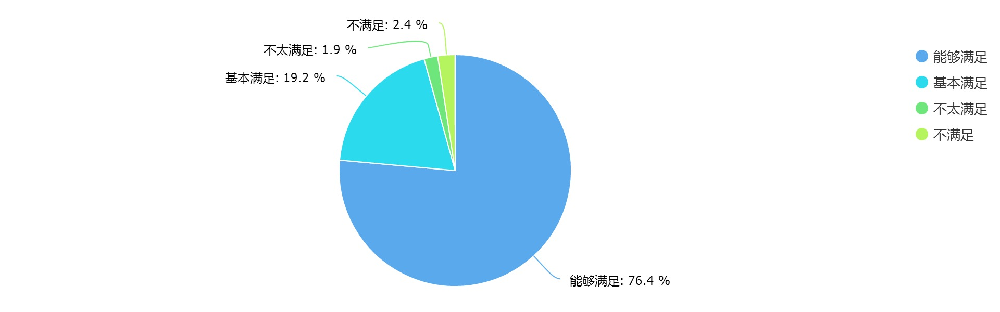 不满足: 2.4 %
不太满足: 1.9 %
基本满足: 19.2 %
能够满足: 76.4 %
能够满足
基本满足
不太满足
不满足